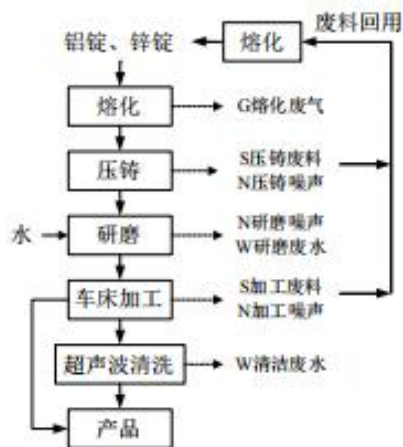 废料回用
铝锭、锌锭
熔化
熔化
G熔化废气
压铸
S压铸废料
N压铸噪声
水
研磨
N研磨噪声
W研磨废水
车床加工
S加工废料
N加工噪声
超声波清洗
W清洁废水
产品